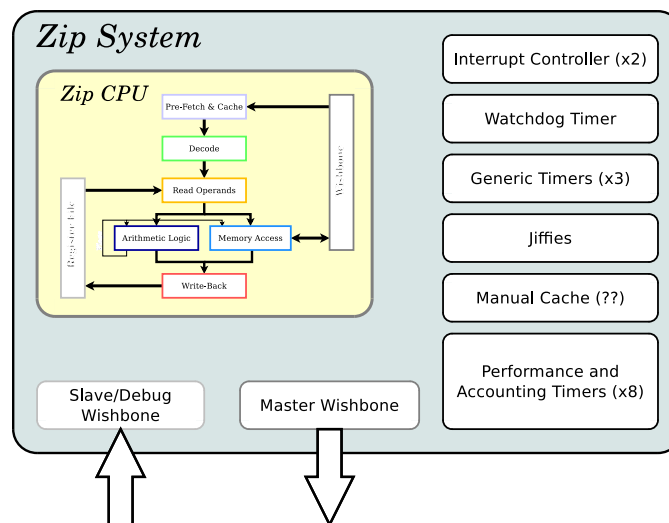 Zip System
Zip CPU
Pre-Fetch & Cache
Decode
Read Operands
Arithmetic Logic
Memory Access
Write-Back
Register File
Wishbone
Interrupt Controller (x2)
Watchdog Timer
Generic Timers (x3)
Jiffies
Manual Cache (??)
Performance and
Accounting Timers (x8)
Slave/Debug
Wishbone
Master Wishbone